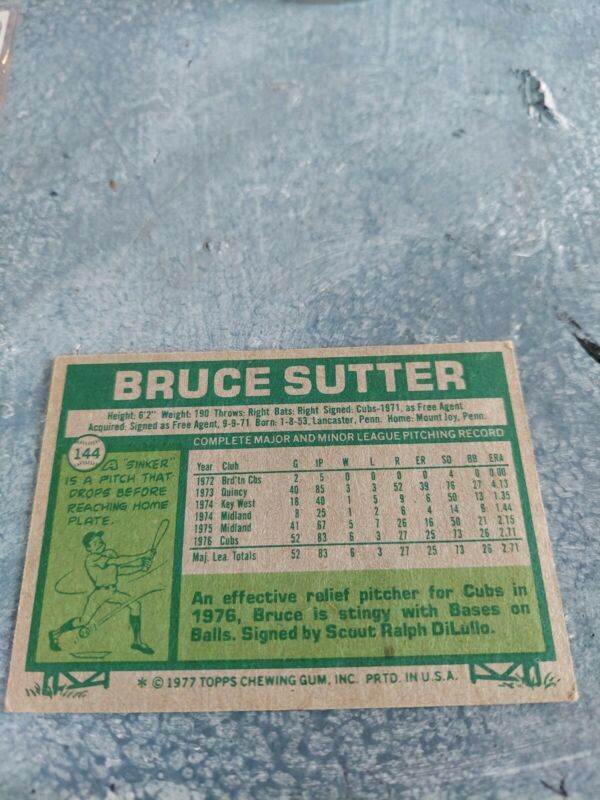 BRUCE SUTTER
Height: 6'2" Weight: 190 Throws: Right Bats: Right Signed: Cubs-1971, as Free Agent
Acquired: Signed as Free Agent, 9-9-71 Born: 1-8-53, Lancaster, Penn. Home: Mount Joy, Penn.
COMPLETE MAJOR AND MINOR LEAGUE PITCHING RECORD
144
A "SINKER"
IS A PITCH THAT
DROPS BEFORE
REACHING HOME
PLATE.
Year Club G IP W L R ER SO BB ERA
1972 Brd'tn Cbs 2 5 0 0 0 0 4 0 0.00
1973 Quincy 40 85 3 3 52 39 76 27 4.13
1974 Key West 18 40 1 5 9 6 50 13 1.35
1974 Midland 8 25 1 2 6 4 14 6 1.44
1975 Midland 41 67 5 7 26 16 50 21 2.15
1976 Cubs 52 83 6 3 27 25 73 26 2.71
Maj. Lea. Totals 52 83 6 3 27 25 73 26 2.71
An effective relief pitcher for Cubs in
1976, Bruce is stingy with Bases on
Balls. Signed by Scout Ralph DiLullo.
* © 1977 TOPPS CHEWING GUM, INC. PRTD. IN U.S.A.